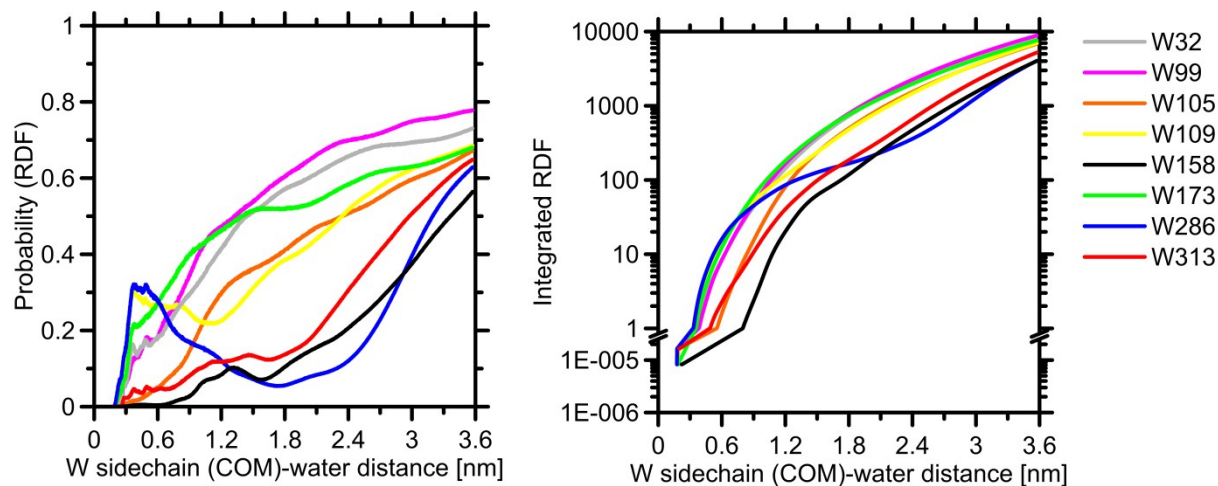 1
0.8
0.6
0.4
0.2
0
Probability (RDF)
0 0.6 1.2 1.8 2.4 3 3.6
W sidechain (COM)-water distance [nm]
10000
1000
100
10
1
1E-005
1E-006
Integrated RDF
0 0.6 1.2 1.8 2.4 3 3.6
W sidechain (COM)-water distance [nm]
W32
W99
W105
W109
W158
W173
W286
W313